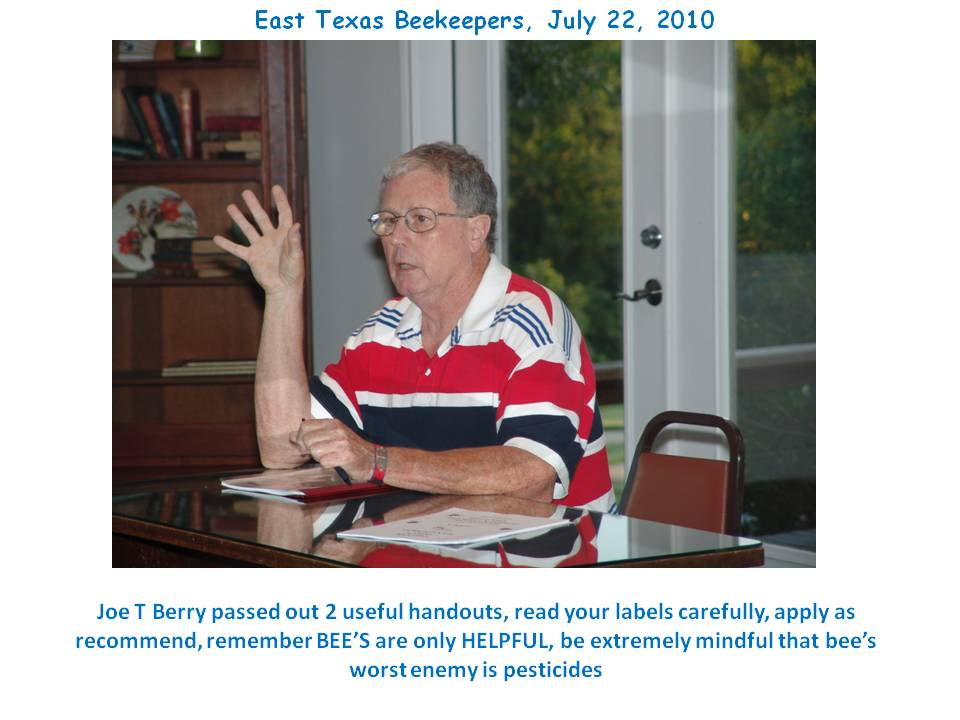 East Texas Beekeepers, July 22, 2010
Joe T Berry passed out 2 useful handouts, read your labels carefully, apply as
recommend, remember BEE'S are only HELPFUL, be extremely mindful that bee's
worst enemy is pesticides